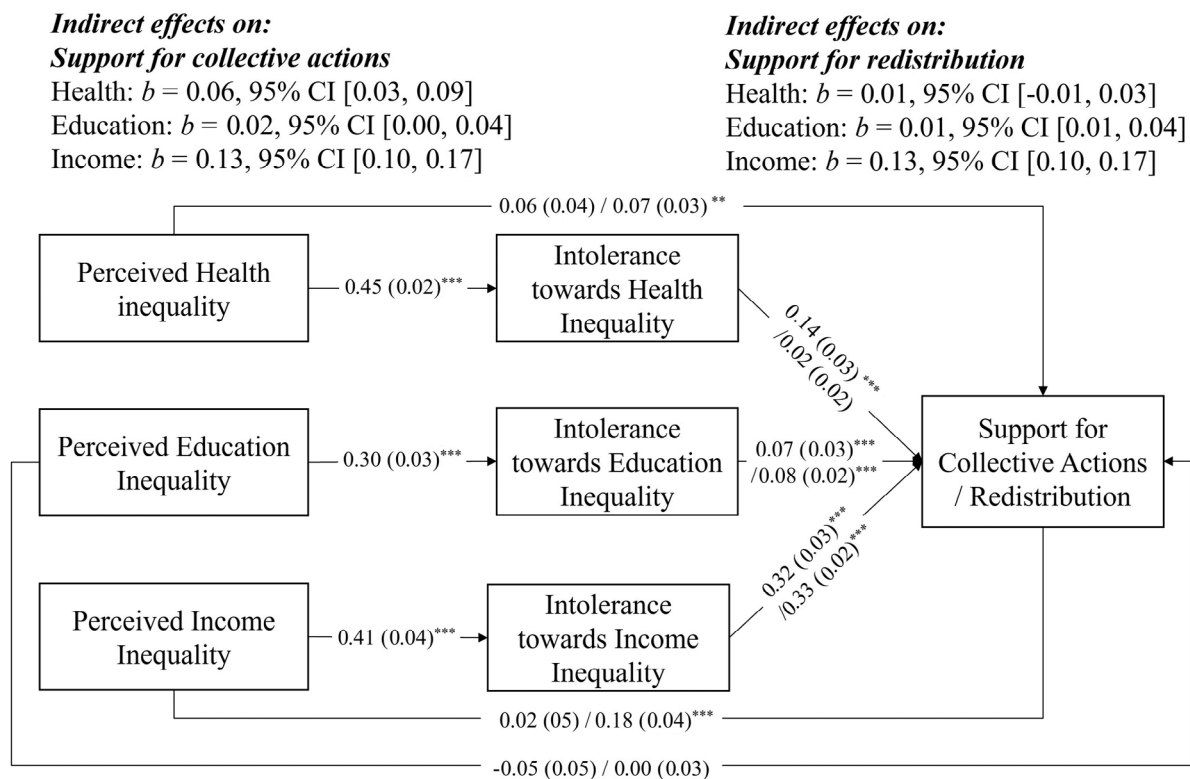 Indirect effects on:
Support for collective actions
Health: b = 0.06, 95% CI [0.03, 0.09]
Education: b = 0.02, 95% CI [0.00, 0.04]
Income: b = 0.13, 95% CI [0.10, 0.17]
Indirect effects on:
Support for redistribution
Health: b = 0.01, 95% CI [-0.01, 0.03]
Education: b = 0.01, 95% CI [0.01, 0.04]
Income: b = 0.13, 95% CI [0.10, 0.17]
0.06 (0.04) / 0.07 (0.03) **
Perceived Health
inequality
0.45 (0.02)***
Intolerance
towards Health
Inequality
0.14 (0.03) ***
/0.02 (0.02)
Perceived Education
Inequality
0.30 (0.03)***
Intolerance
towards Education
Inequality
0.07 (0.03)***
/0.08 (0.02)***
Support for
Collective Actions
/ Redistribution
Perceived Income
Inequality
0.41 (0.04)***
Intolerance
towards Income
Inequality
0.32 (0.03)***
/0.33 (0.02)***
0.02 (05) / 0.18 (0.04)***
-0.05 (0.05) / 0.00 (0.03)